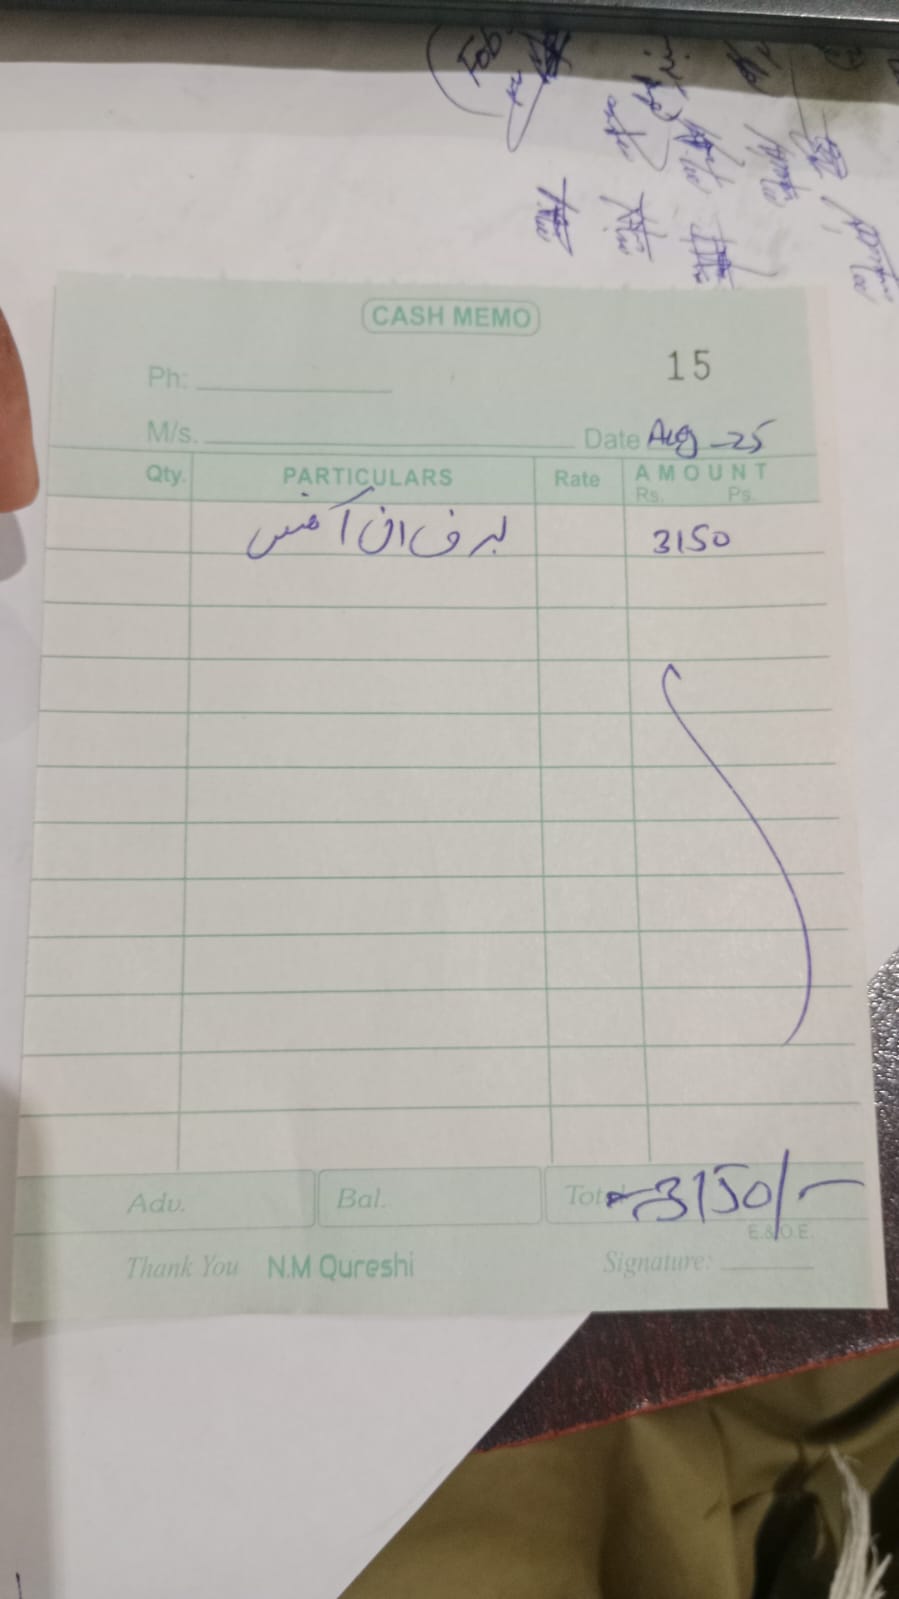 CASH MEMO
15
Ph:
M/s. Date Aug-25
Qty. PARTICULARS Rate AMOUNT
Rs. Ps.
برف ان آفس 3150
Adv. Bal. Total 3150/-
E.&.O.E.
Thank You N.M Qureshi Signature: